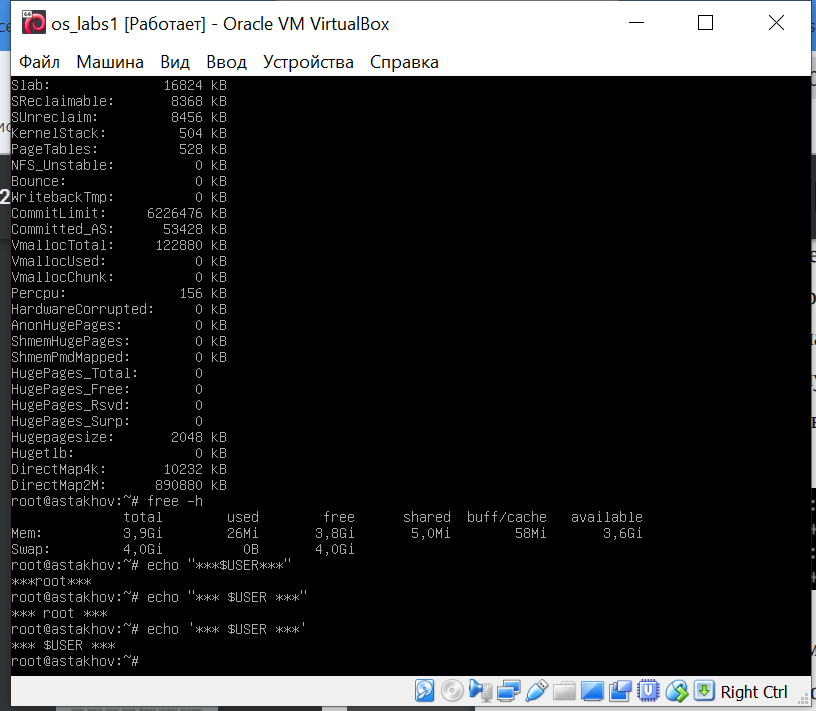 os_labs1 [Работает] - Oracle VM VirtualBox
Файл Машина Вид Ввод Устройства Справка
Slab: 16824 kB
SReclaimable: 8368 kB
SUnreclaim: 8456 kB
KernelStack: 504 kB
PageTables: 528 kB
NFS_Unstable: 0 kB
Bounce: 0 kB
WritebackTmp: 0 kB
CommitLimit: 6226476 kB
Committed_AS: 53428 kB
VmallocTotal: 122880 kB
VmallocUsed: 0 kB
VmallocChunk: 0 kB
Percpu: 156 kB
HardwareCorrupted: 0 kB
AnonHugePages: 0 kB
ShmemHugePages: 0 kB
ShmemPmdMapped: 0 kB
HugePages_Total: 0
HugePages_Free: 0
HugePages_Rsvd: 0
HugePages_Surp: 0
Hugepagesize: 2048 kB
Hugetlb: 0 kB
DirectMap4k: 10232 kB
DirectMap2M: 890880 kB
root@astakhov:~# free -h
total used free shared buff/cache available
Mem: 3,9Gi 26Mi 3,8Gi 5,0Mi 58Mi 3,6Gi
Swap: 4,0Gi 0B 4,0Gi
root@astakhov:~# echo "***$USER***"
***root***
root@astakhov:~# echo "*** $USER ***"
*** root ***
root@astakhov:~# echo '*** $USER ***'
*** $USER ***
root@astakhov:~#
Right Ctrl